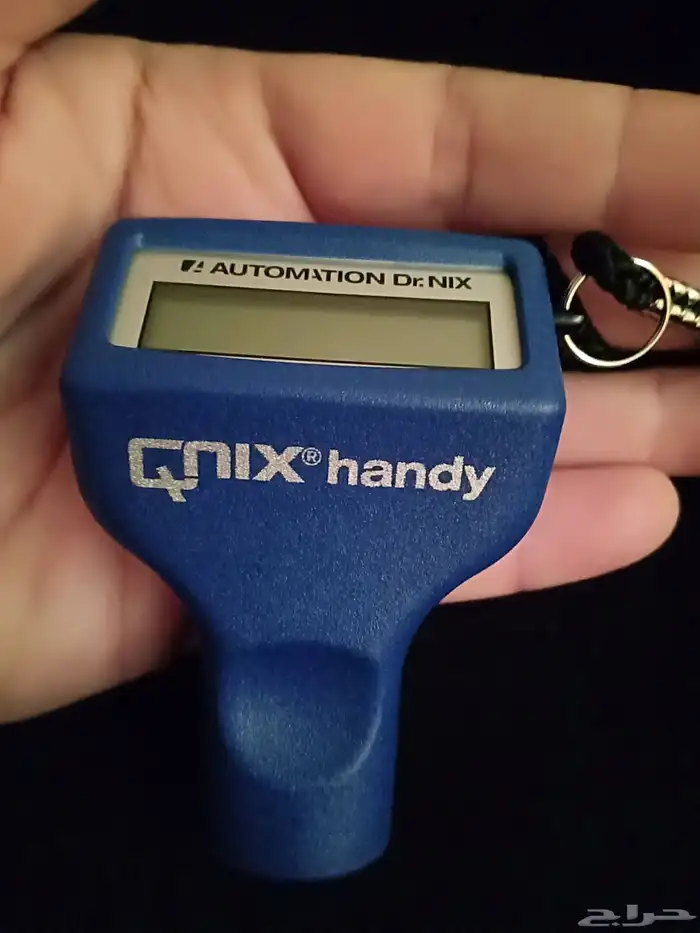 AUTOMATION Dr. NIX
QNIX® handy
حراج